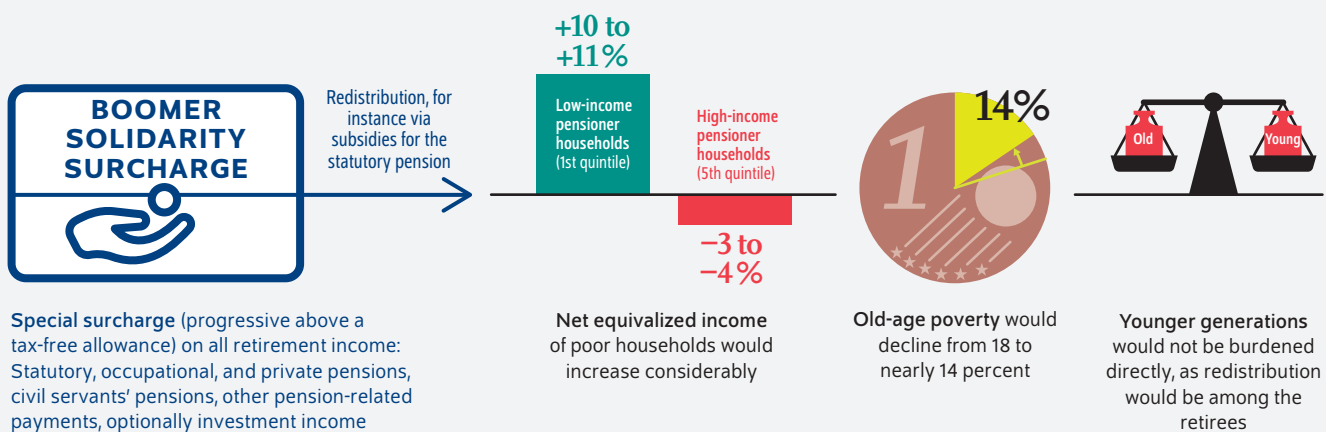 BOOMER
SOLIDARITY
SURCHARGE
Redistribution, for
instance via
subsidies for the
statutory pension
Special surcharge (progressive above a
tax-free allowance) on all retirement income:
Statutory, occupational, and private pensions,
civil servants’ pensions, other pension-related
payments, optionally investment income
+10 to
+11%
Low-income
pensioner
households
(1st quintile)
High-income
pensioner
households
(5th quintile)
−3 to
−4%
Net equivalized income
of poor households would
increase considerably
1
14%
Old-age poverty would
decline from 18 to
nearly 14 percent
Old
Young
Younger generations
would not be burdened
directly, as redistribution
would be among the
retirees